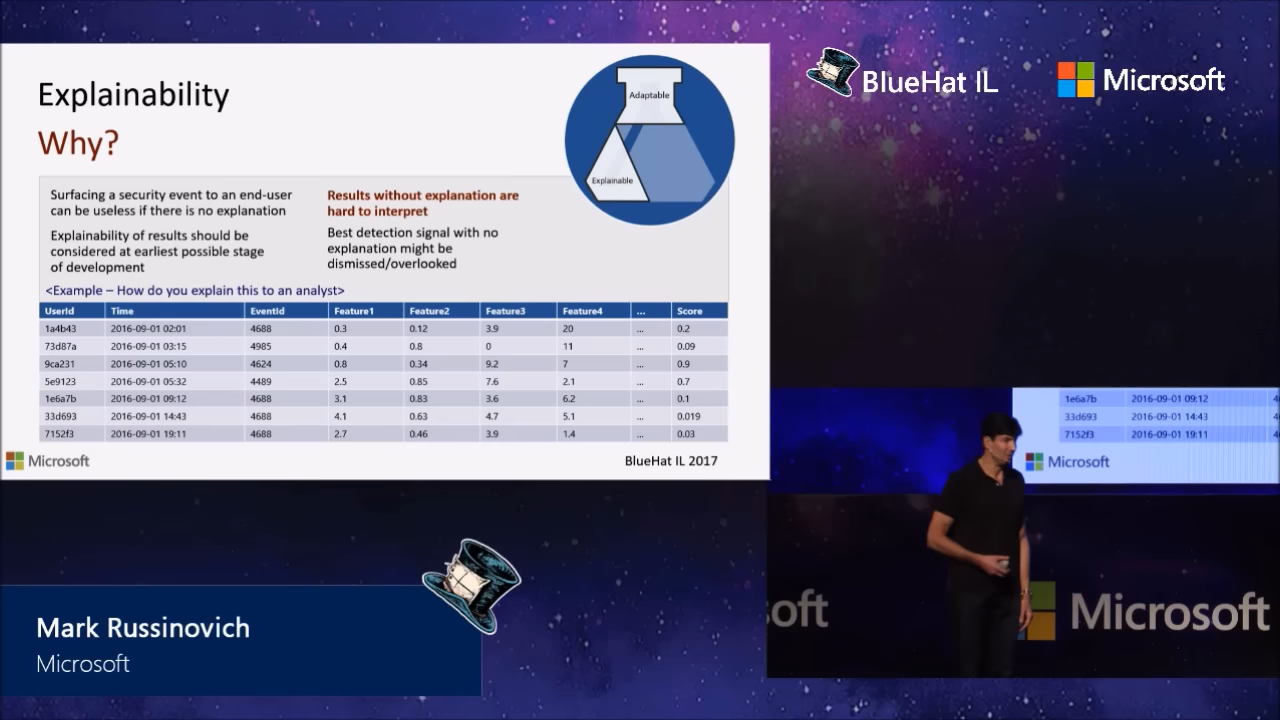 Explainability
Why?
Adaptable
Explainable
Surfacing a security event to an end-user
can be useless if there is no explanation
Explainability of results should be
considered at earliest possible stage
of development
Results without explanation are
hard to interpret
Best detection signal with no
explanation might be
dismissed/overlooked
<Example – How do you explain this to an analyst>
UserId Time EventId Feature1 Feature2 Feature3 Feature4 ... Score
1a4b43 2016-09-01 02:01 4688 0.3 0.12 3.9 20 ... 0.2
73d87a 2016-09-01 03:15 4985 0.4 0.8 0 11 ... 0.09
9ca231 2016-09-01 05:10 4624 0.8 0.34 9.2 7 ... 0.9
5e9123 2016-09-01 05:32 4489 2.5 0.85 7.6 2.1 ... 0.7
1e6a7b 2016-09-01 09:12 4688 3.1 0.83 3.6 6.2 ... 0.1
33d693 2016-09-01 14:43 4688 4.1 0.63 4.7 5.1 ... 0.019
7152f3 2016-09-01 19:11 4688 2.7 0.46 3.9 1.4 ... 0.03
Microsoft
BlueHat IL 2017
BlueHat IL
Microsoft
1e6a7b 2016-09-01 09:12 4
33d693 2016-09-01 14:43 4
7152f3 2016-09-01 19:11 4
Microsoft
soft
Microsoft
Mark Russinovich
Microsoft